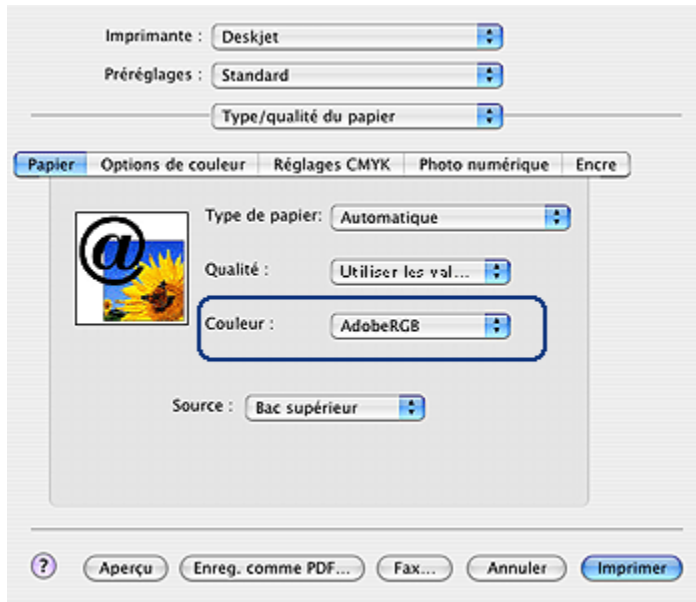 Imprimante : Deskjet
Préréglages : Standard
Type/qualité du papier
Papier Options de couleur Réglages CMYK Photo numérique Encre
Type de papier: Automatique
@
Qualité : Utiliser les val...
Couleur : AdobeRGB
Source : Bac supérieur
? Aperçu Enreg. comme PDF... Fax... Annuler Imprimer